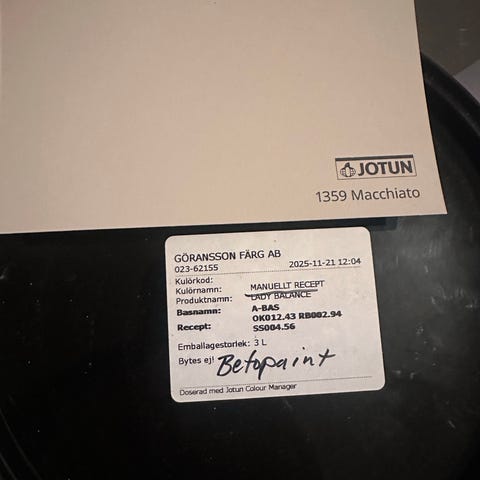 JOTUN
1359 Macchiato
GÖRANSSON FÄRG AB
023-62155 2025-11-21 12:04
Kulörkod:
Kulörnamn: MANUELLT RECEPT
Produktnamn: LADY BALANCE
Basnamn: A-BAS
Recept: OK012.43 RB002.94
SS004.56
Emballagestorlek: 3 L
Bytes ej! Betopaint
Doserad med Jotun Colour Manager